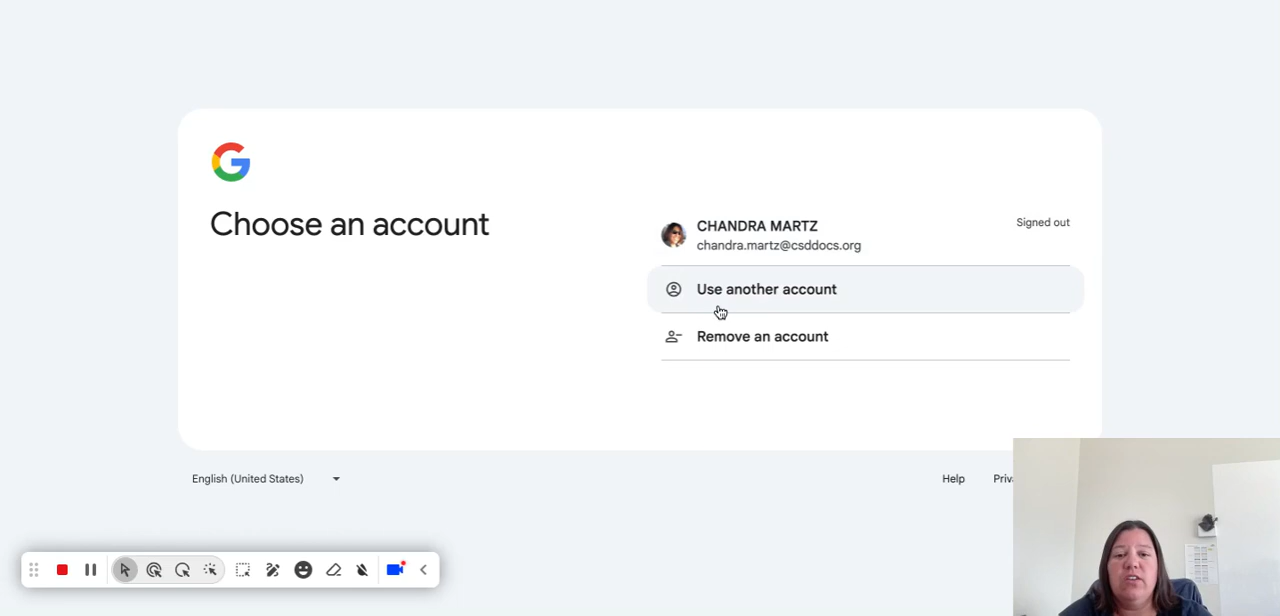 Choose an account
CHANDRA MARTZ
chandra.martz@csddocs.org
Signed out
Use another account
Remove an account
English (United States)
Help